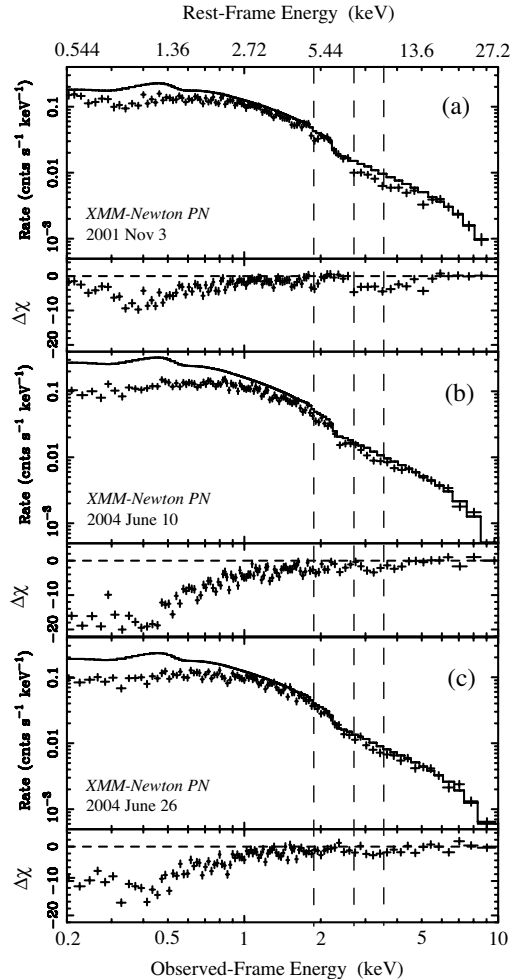 Rest-Frame Energy (keV)
0.544 1.36 2.72 5.44 13.6 27.2
(a)
Rate (cnts s⁻¹ keV⁻¹)
0.1
0.01
10⁻³
XMM-Newton PN
2001 Nov 3
Δχ
0
−10
−20
(b)
Rate (cnts s⁻¹ keV⁻¹)
0.1
0.01
10⁻³
XMM-Newton PN
2004 June 10
Δχ
0
−10
−20
(c)
Rate (cnts s⁻¹ keV⁻¹)
0.1
0.01
10⁻³
XMM-Newton PN
2004 June 26
Δχ
0
−10
−20
0.2 0.5 1 2 5 10
Observed-Frame Energy (keV)